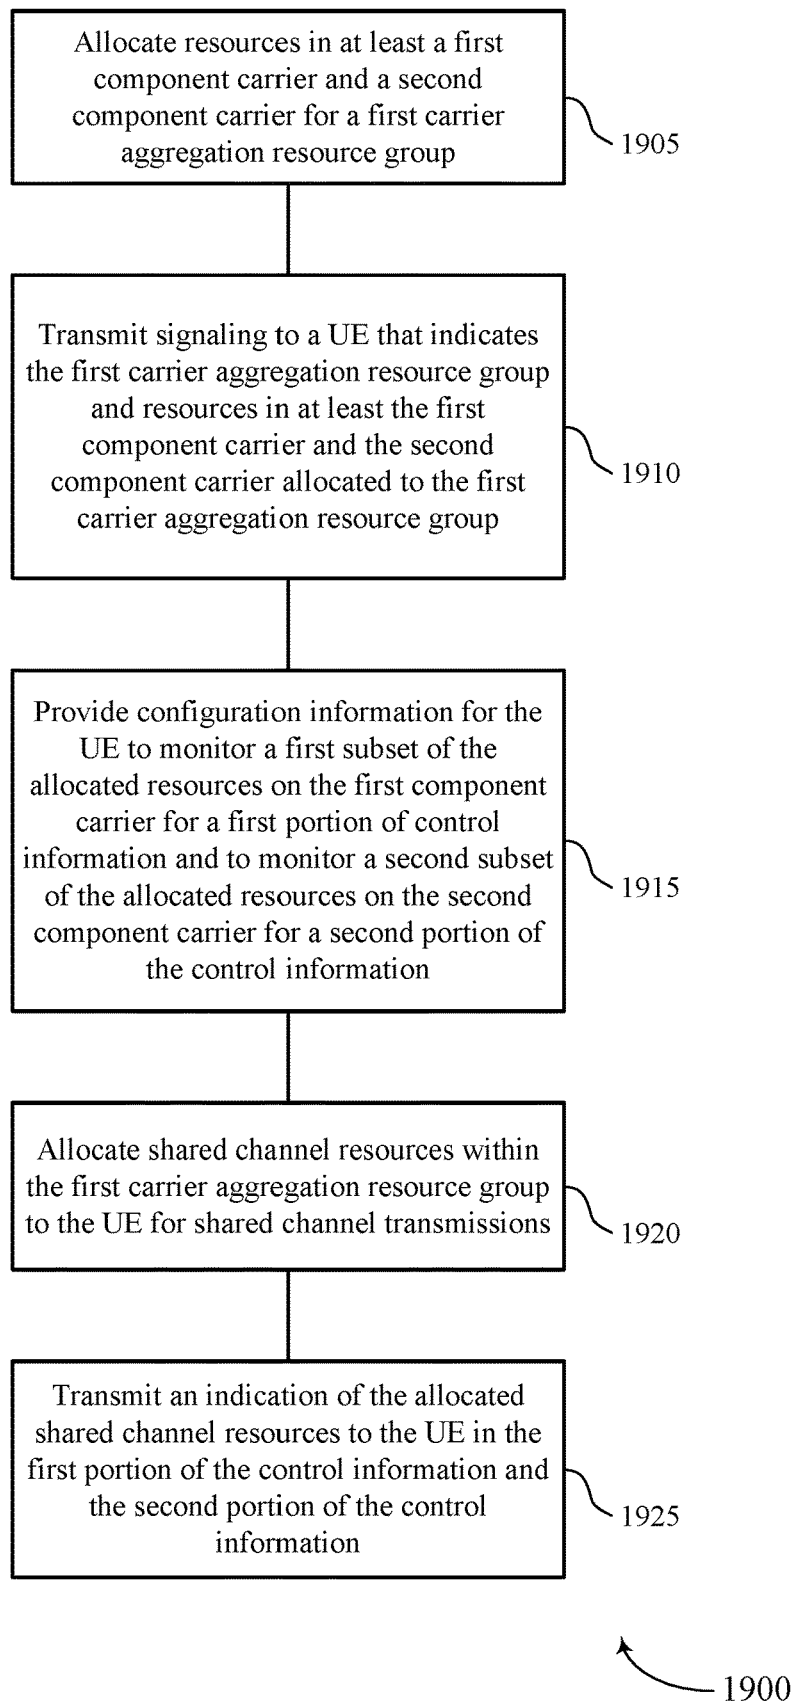 Allocate resources in at least a first
component carrier and a second
component carrier for a first carrier
aggregation resource group
1905
Transmit signaling to a UE that indicates
the first carrier aggregation resource group
and resources in at least the first
component carrier and the second
component carrier allocated to the first
carrier aggregation resource group
1910
Provide configuration information for the
UE to monitor a first subset of the
allocated resources on the first component
carrier for a first portion of control
information and to monitor a second subset
of the allocated resources on the second
component carrier for a second portion of
the control information
1915
Allocate shared channel resources within
the first carrier aggregation resource group
to the UE for shared channel transmissions
1920
Transmit an indication of the allocated
shared channel resources to the UE in the
first portion of the control information and
the second portion of the control
information
1925
1900